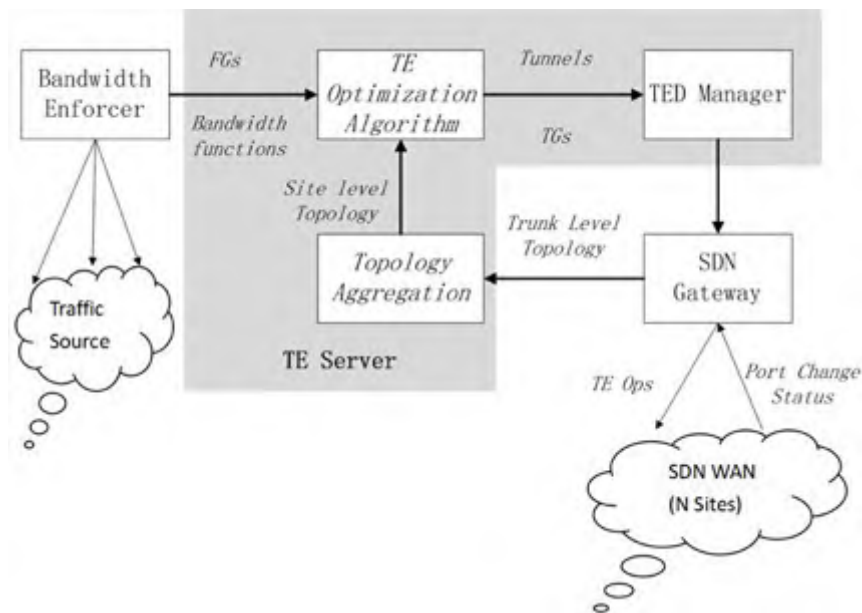 Bandwidth
Enforcer
FGs
Bandwidth
functions
TE
Optimization
Algorithm
Tunnels
TGs
TED Manager
Site level
Topology
Topology
Aggregation
Trunk Level
Topology
SDN
Gateway
Traffic
Source
TE Server
TE Ops
Port Change
Status
SDN WAN
(N Sites)